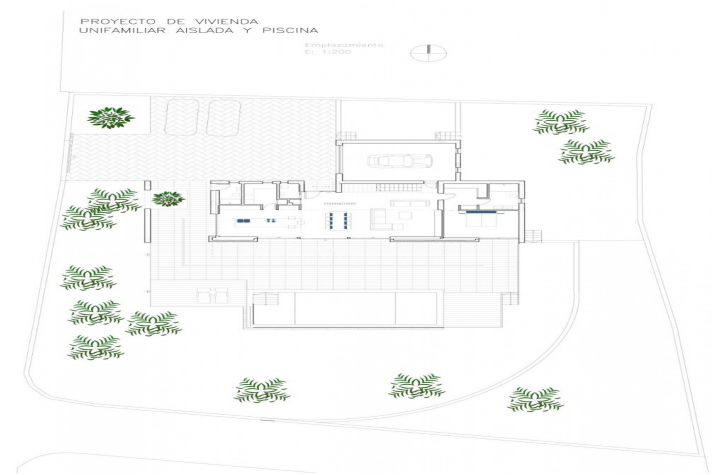 PROYECTO DE VIVIENDA
UNIFAMILIAR AISLADA Y PISCINA
Emplazamiento
E: 1:200